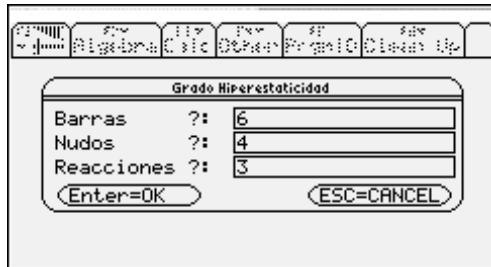 Algebra Calc Other PrgmIO Clean Up
Grado Hiperestaticidad
Barras ?: 6
Nudos ?: 4
Reacciones ?: 3
Enter=OK ESC=CANCEL